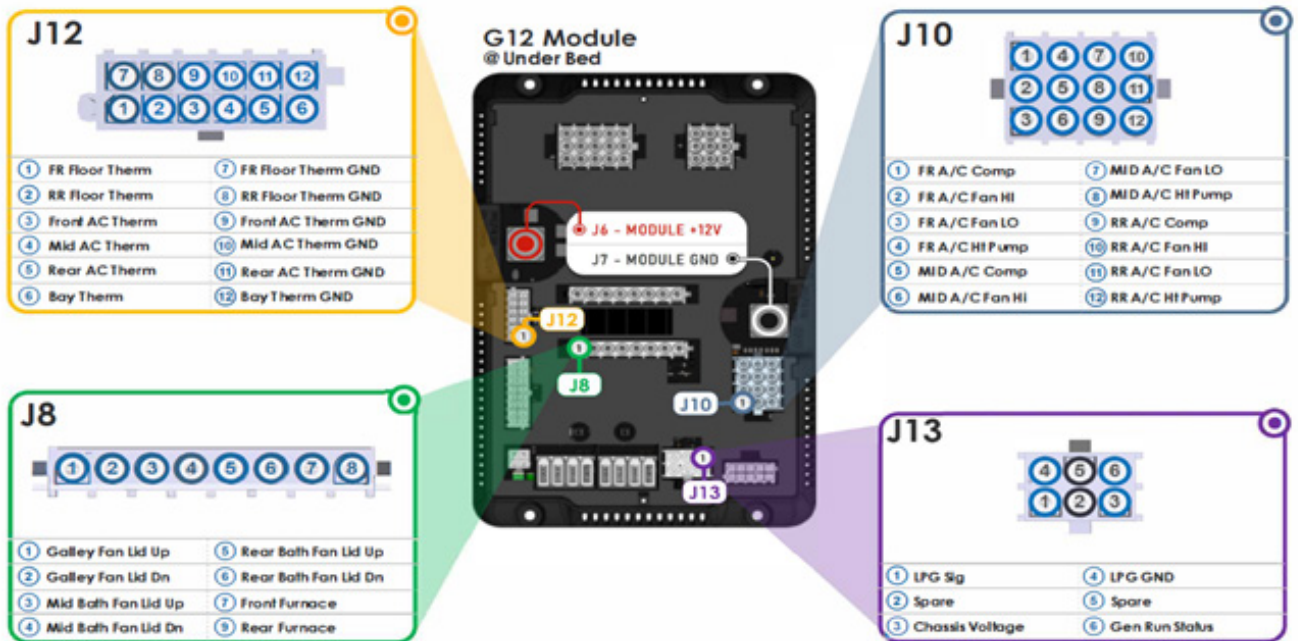 J12
7 8 9 10 11 12
1 2 3 4 5 6
1 FR Floor Therm 7 FR Floor Therm GND
2 RR Floor Therm 8 RR Floor Therm GND
3 Front AC Therm 9 Front AC Therm GND
4 Mid AC Therm 10 Mid AC Therm GND
5 Rear AC Therm 11 Rear AC Therm GND
6 Bay Therm 12 Bay Therm GND
G12 Module
@ Under Bed
J6 - MODULE +12V
J7 - MODULE GND
1 J12
1
J8
J10 1
1
J13
J10
1 4 7 10
2 5 8 11
3 6 9 12
1 FR A/C Comp 7 MID A/C Fan LO
2 FR A/C Fan HI 8 MID A/C Ht Pump
3 FR A/C Fan LO 9 RR A/C Comp
4 FR A/C Ht Pump 10 RR A/C Fan HI
5 MID A/C Comp 11 RR A/C Fan LO
6 MID A/C Fan Hi 12 RR A/C Ht Pump
J8
1 2 3 4 5 6 7 8
1 Galley Fan Lid Up 5 Rear Bath Fan Lid Up
2 Galley Fan Lid Dn 6 Rear Bath Fan Lid Dn
3 Mid Bath Fan Lid Up 7 Front Furnace
4 Mid Bath Fan Lid Dn 9 Rear Furnace
J13
4 5 6
1 2 3
1 LPG Sig 4 LPG GND
2 Spare 5 Spare
3 Chassis Voltage 6 Gen Run Status